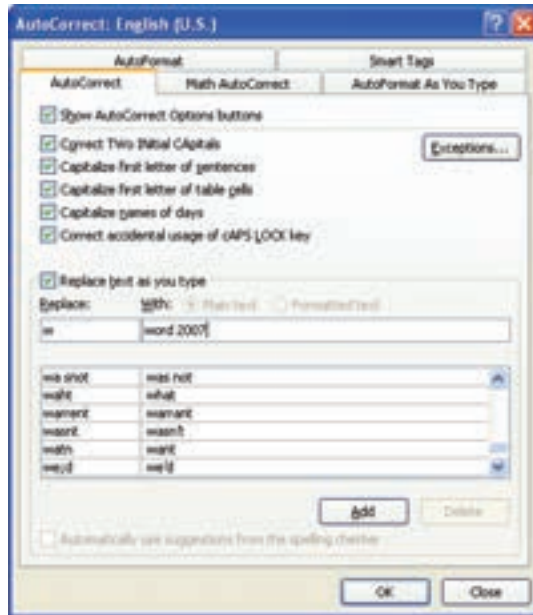 AutoCorrect: English (U.S.)
AutoFormat Smart Tags
AutoCorrect Math AutoCorrect AutoFormat As You Type
Show AutoCorrect Options buttons
Correct TWo INitial CApitals Exceptions...
Capitalize first letter of sentences
Capitalize first letter of table cells
Capitalize names of days
Correct accidental usage of cAPS LOCK key
Replace text as you type
Replace: With: Plain text Formatted text
w word 2007
wa snot was not
waht what
warrent warrant
wasnt wasn't
watn want
we;d we'd
Add Delete
Automatically use suggestions from the spelling checker
OK Close